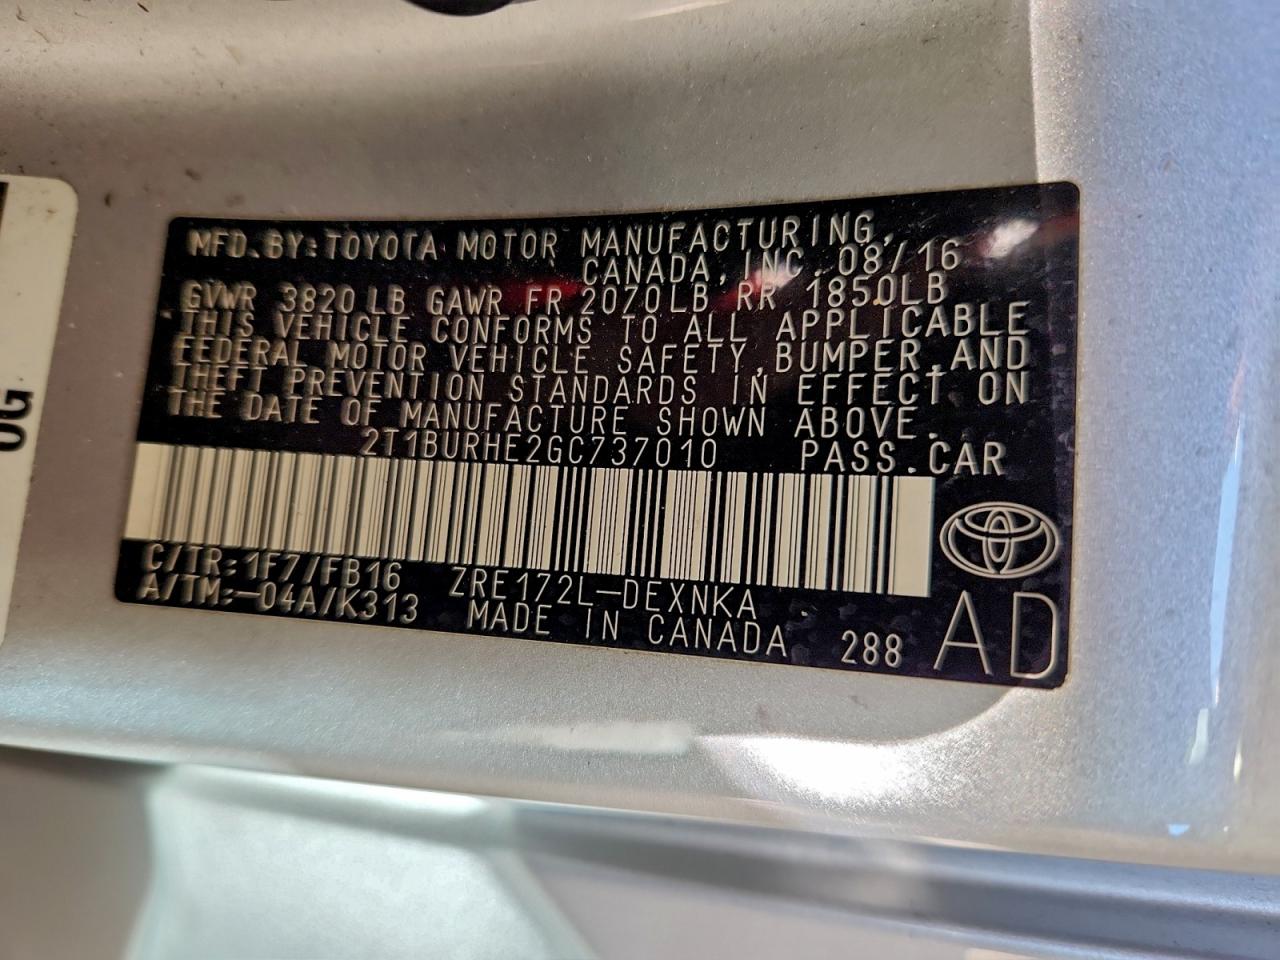 MFD.BY:TOYOTA MOTOR MANUFACTURING,
CANADA, INC. 08/16
GVWR 3820LB GAWR FR 2070LB RR 1850LB
THIS VEHICLE CONFORMS TO ALL APPLICABLE
FEDERAL MOTOR VEHICLE SAFETY,BUMPER,AND
THEFT PREVENTION STANDARDS IN EFFECT ON
THE DATE OF MANUFACTURE SHOWN ABOVE.
2T1BURHE2GC737010 PASS.CAR
C/TR:1F7/FB16 ZRE172L-DEXNKA
A/TM:-04A/K313 MADE IN CANADA 288 AD
0G